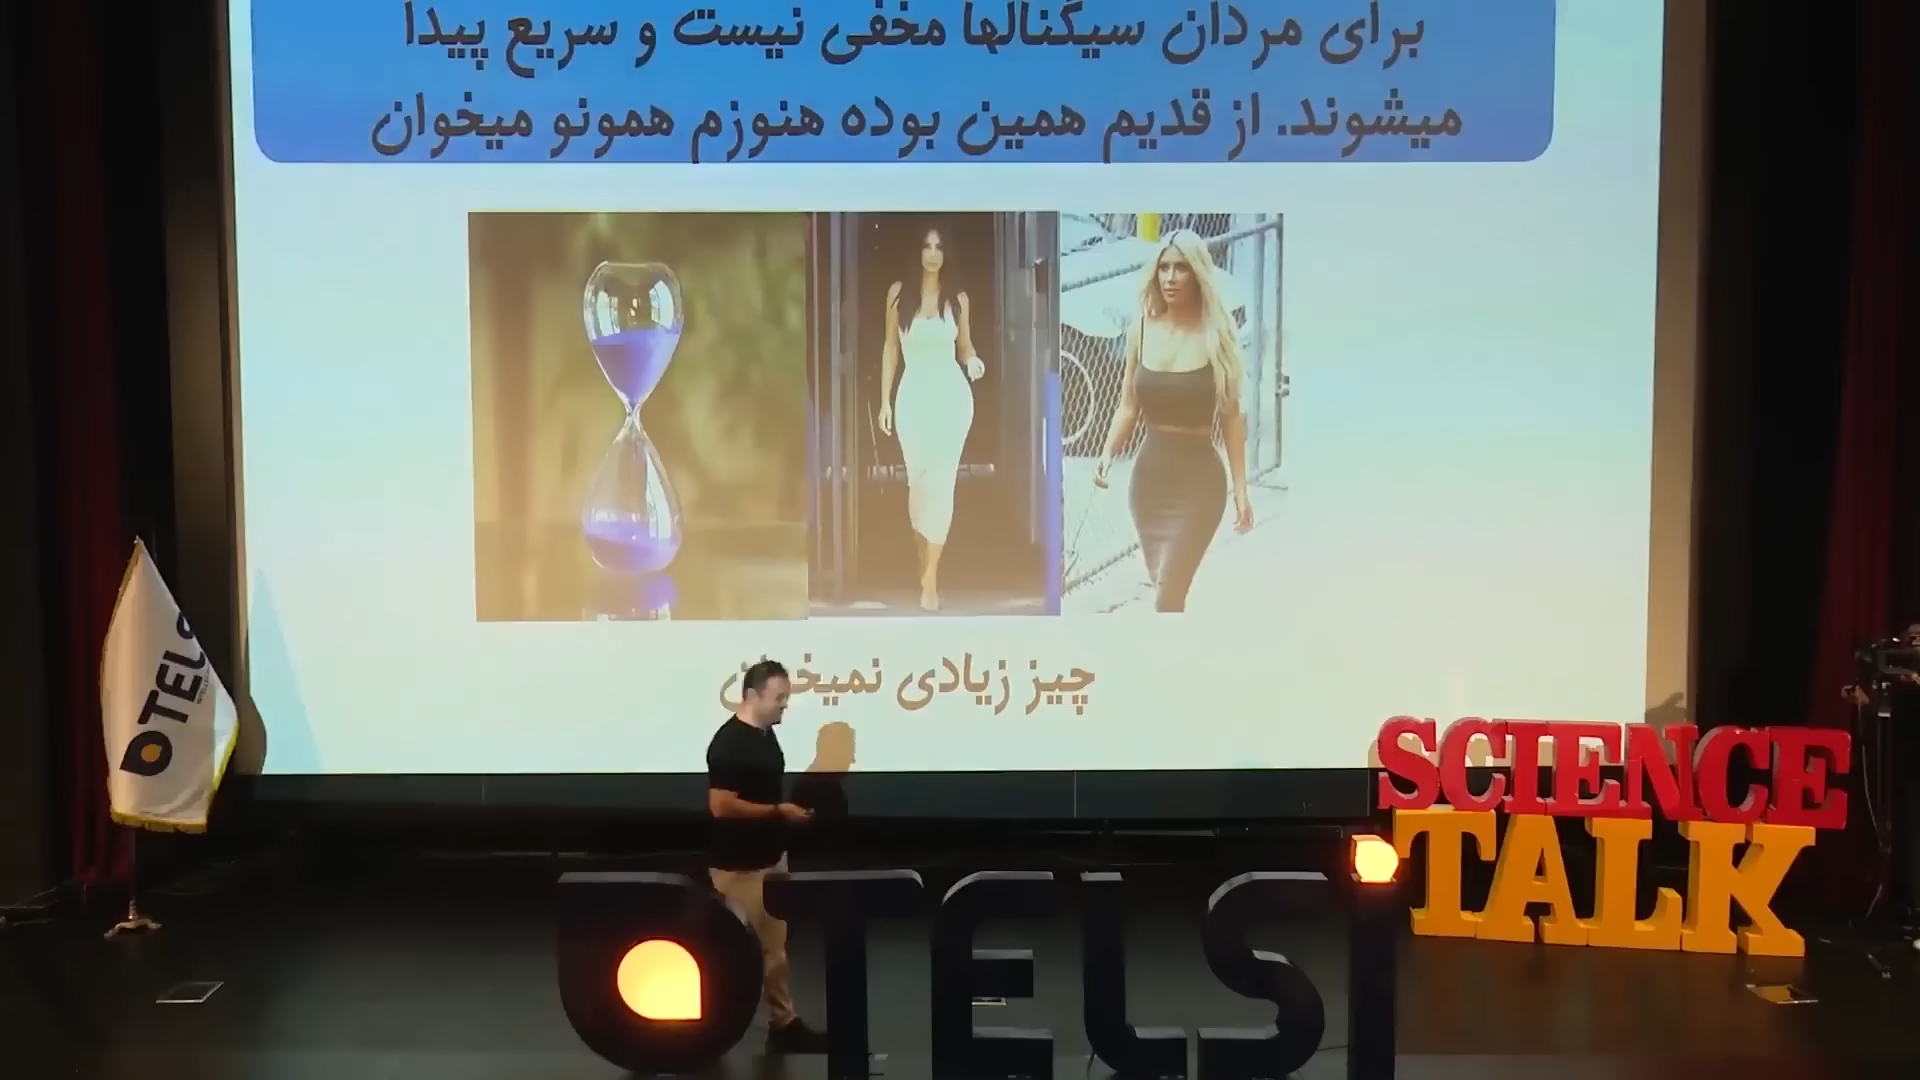 برای مردان سیگنالها مخفی نیست و سریع پیدا
میشوند. از قدیم همین بوده هنوزم همونو میخوان
چیز زیادی
TELSI
SCIENCE
TALK